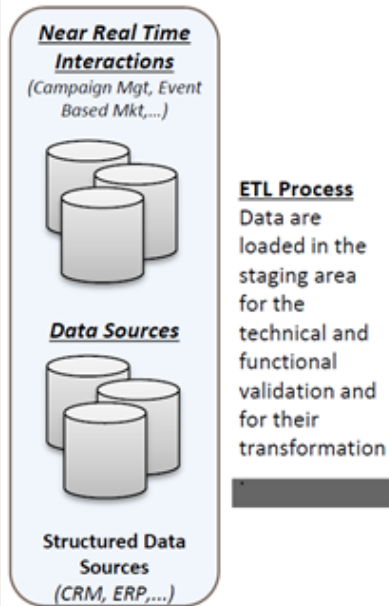 Near Real Time
Interactions
(Campaign Mgt, Event
Based Mkt,...)
Data Sources
Structured Data
Sources
(CRM, ERP,...)
ETL Process
Data are
loaded in the
staging area
for the
technical and
functional
validation and
for their
transformation